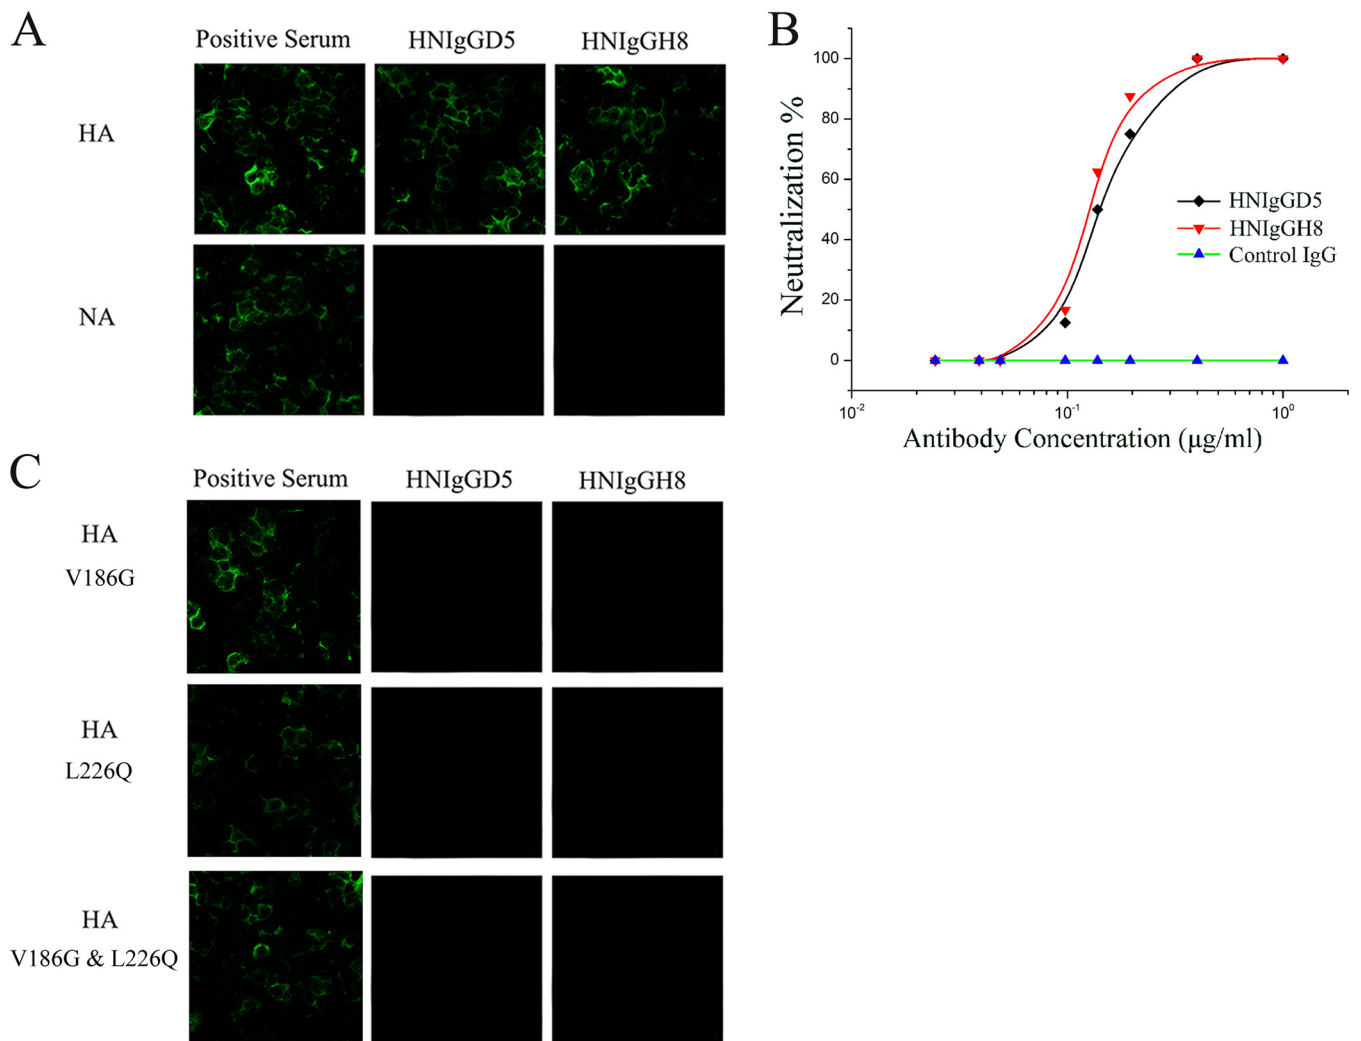 A
Positive Serum
HNIgGD5
HNIgGH8
HA
NA
B
Neutralization %
100
80
60
40
20
0
10-2
10-1
100
Antibody Concentration (μg/ml)
HNIgGD5
HNIgGH8
Control IgG
C
Positive Serum
HNIgGD5
HNIgGH8
HA
V186G
HA
L226Q
HA
V186G & L226Q